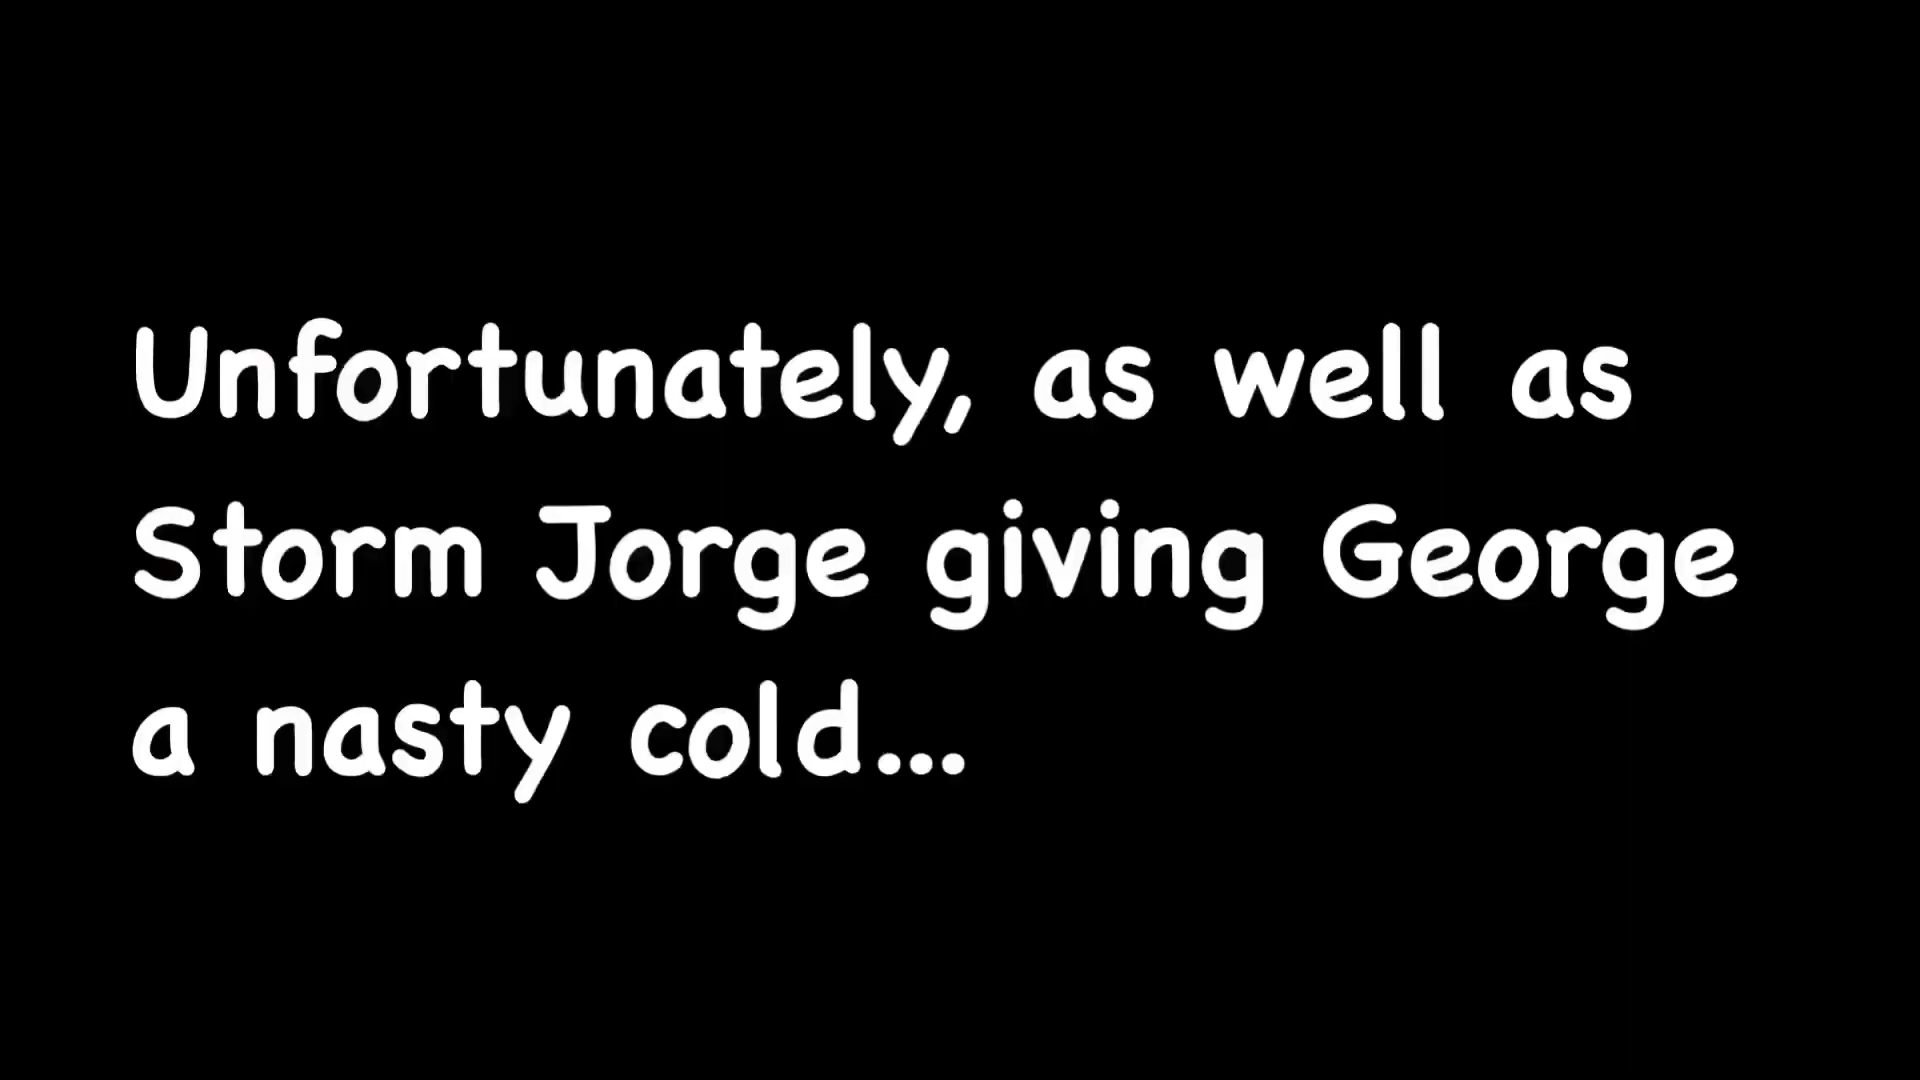 Unfortunately, as well as
Storm Jorge giving George
a nasty cold...